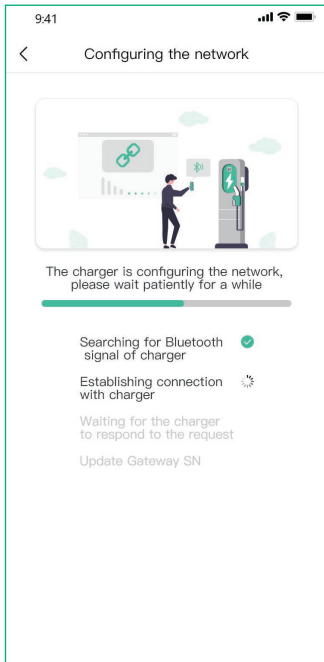 9:41
Configuring the network
The charger is configuring the network,
please wait patiently for a while
Searching for Bluetooth
signal of charger
Establishing connection
with charger
Waiting for the charger
to respond to the request
Update Gateway SN